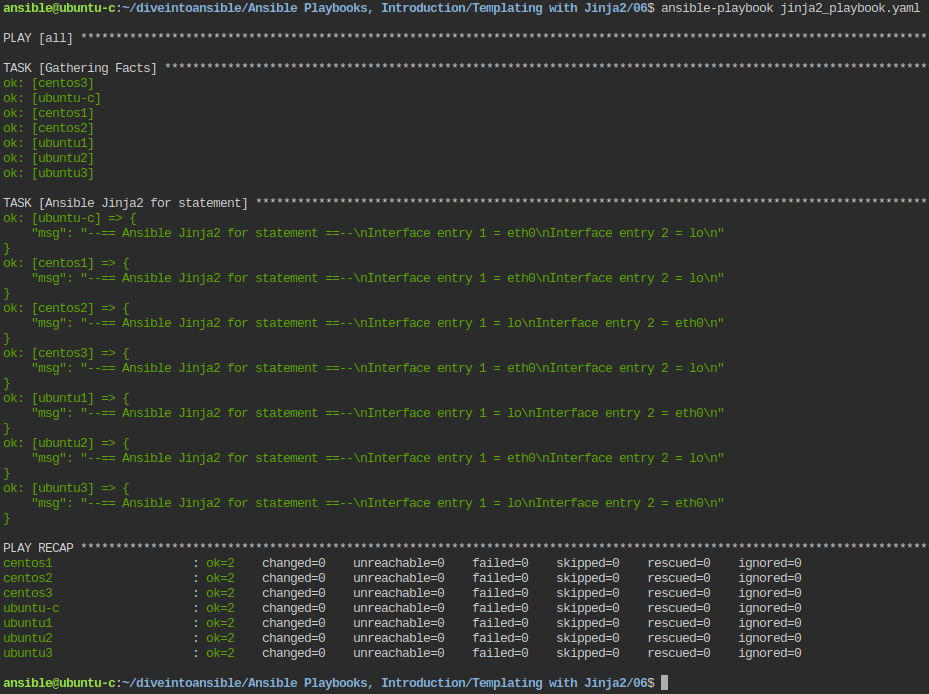 ansible@ubuntu-c:~/diveintoansible/Ansible Playbooks, Introduction/Templating with Jinja2/06$ ansible-playbook jinja2_playbook.yaml
PLAY [all] *************************************************************************************************************************
TASK [Gathering Facts] *************************************************************************************************************
ok: [centos3]
ok: [ubuntu-c]
ok: [centos1]
ok: [centos2]
ok: [ubuntu1]
ok: [ubuntu2]
ok: [ubuntu3]
TASK [Ansible Jinja2 for statement] ************************************************************************************************
ok: [ubuntu-c] => {
    "msg": "--== Ansible Jinja2 for statement ==--\nInterface entry 1 = eth0\nInterface entry 2 = lo\n"
}
ok: [centos1] => {
    "msg": "--== Ansible Jinja2 for statement ==--\nInterface entry 1 = eth0\nInterface entry 2 = lo\n"
}
ok: [centos2] => {
    "msg": "--== Ansible Jinja2 for statement ==--\nInterface entry 1 = lo\nInterface entry 2 = eth0\n"
}
ok: [centos3] => {
    "msg": "--== Ansible Jinja2 for statement ==--\nInterface entry 1 = eth0\nInterface entry 2 = lo\n"
}
ok: [ubuntu1] => {
    "msg": "--== Ansible Jinja2 for statement ==--\nInterface entry 1 = lo\nInterface entry 2 = eth0\n"
}
ok: [ubuntu2] => {
    "msg": "--== Ansible Jinja2 for statement ==--\nInterface entry 1 = eth0\nInterface entry 2 = lo\n"
}
ok: [ubuntu3] => {
    "msg": "--== Ansible Jinja2 for statement ==--\nInterface entry 1 = lo\nInterface entry 2 = eth0\n"
}
PLAY RECAP *************************************************************************************************************************
centos1                    : ok=2    changed=0    unreachable=0    failed=0    skipped=0    rescued=0    ignored=0
centos2                    : ok=2    changed=0    unreachable=0    failed=0    skipped=0    rescued=0    ignored=0
centos3                    : ok=2    changed=0    unreachable=0    failed=0    skipped=0    rescued=0    ignored=0
ubuntu-c                   : ok=2    changed=0    unreachable=0    failed=0    skipped=0    rescued=0    ignored=0
ubuntu1                    : ok=2    changed=0    unreachable=0    failed=0    skipped=0    rescued=0    ignored=0
ubuntu2                    : ok=2    changed=0    unreachable=0    failed=0    skipped=0    rescued=0    ignored=0
ubuntu3                    : ok=2    changed=0    unreachable=0    failed=0    skipped=0    rescued=0    ignored=0
ansible@ubuntu-c:~/diveintoansible/Ansible Playbooks, Introduction/Templating with Jinja2/06$